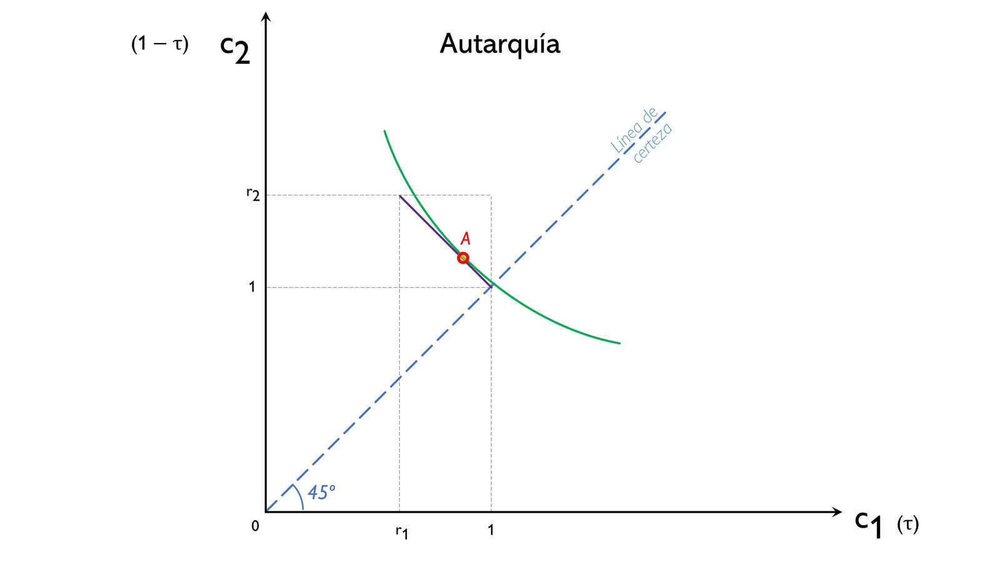 (1 − τ)
c2
Autarquía
Línea de
certeza
r2
A
1
45º
0
r1
1
c1 (τ)